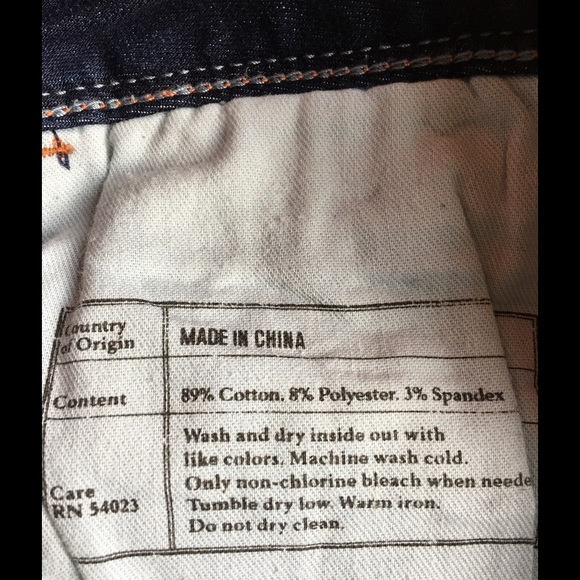 Country
of Origin
MADE IN CHINA
Content
89% Cotton. 8% Polyester. 3% Spandex
Care
RN 54023
Wash and dry inside out with
like colors. Machine wash cold.
Only non-chlorine bleach when neede
Tumble dry low. Warm iron.
Do not dry clean.